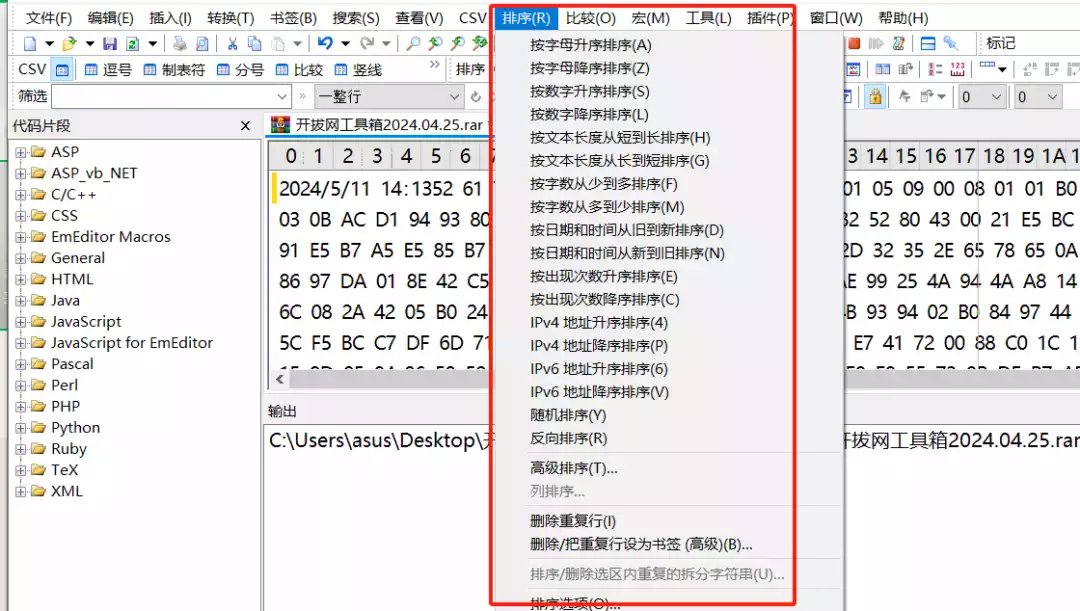 文件(F) 编辑(E) 插入(I) 转换(T) 书签(B) 搜索(S) 查看(V) CSV 排序(R) 比较(O) 宏(M) 工具(L) 插件(P) 窗口(W) 帮助(H)
标记
CSV 逗号 制表符 分号 比较 竖线 » 排序
筛选 » 一整行 0 0
代码片段 x
开拔网工具箱2024.04.25.rar
ASP
ASP_vb_NET
C/C++
CSS
EmEditor Macros
General
HTML
Java
JavaScript
JavaScript for EmEditor
Pascal
Perl
PHP
Python
Ruby
TeX
XML
0 1 2 3 4 5 6
2024/5/11 14:1352 61
03 0B AC D1 94 93 80
91 E5 B7 A5 E5 85 B7
86 97 DA 01 8E 42 C5
6C 08 2A 42 05 B0 24
5C F5 BC C7 DF 6D 71
按字母升序排序(A)
按字母降序排序(Z)
按数字升序排序(S)
按数字降序排序(L)
按文本长度从短到长排序(H)
按文本长度从长到短排序(G)
按字数从少到多排序(F)
按字数从多到少排序(M)
按日期和时间从旧到新排序(D)
按日期和时间从新到旧排序(N)
按出现次数升序排序(E)
按出现次数降序排序(C)
IPv4 地址升序排序(4)
IPv4 地址降序排序(P)
IPv6 地址升序排序(6)
IPv6 地址降序排序(V)
随机排序(Y)
反向排序(R)
高级排序(T)...
列排序...
删除重复行(I)
删除/把重复行设为书签 (高级)(B)...
排序/删除选区内重复的拆分字符串(U)...
排序选项(O)...
3 14 15 16 17 18 19 1A 1
01 05 09 00 08 01 01 B0
32 52 80 43 00 21 E5 BC
2D 32 35 2E 65 78 65 0A
AE 99 25 4A 94 4A A8 14
B 93 94 02 B0 84 97 44
E7 41 72 00 88 C0 1C 1
输出
C:\Users\asus\Desktop\
开拔网工具箱2024.04.25.rar